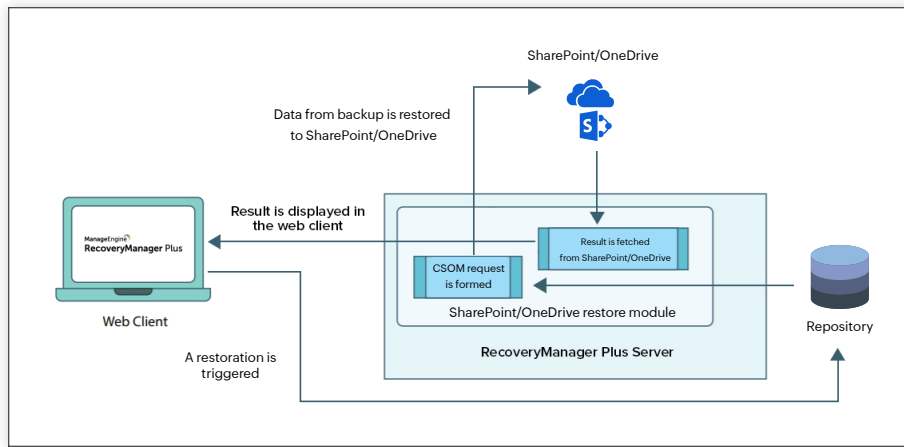 SharePoint/OneDrive
Data from backup is restored
to SharePoint/OneDrive
S
Result is displayed in
the web client
ManageEngine
RecoveryManager Plus
Result is fetched
from SharePoint/OneDrive
CSOM request
is formed
SharePoint/OneDrive restore module
Web Client
Repository
RecoveryManager Plus Server
A restoration is
triggered